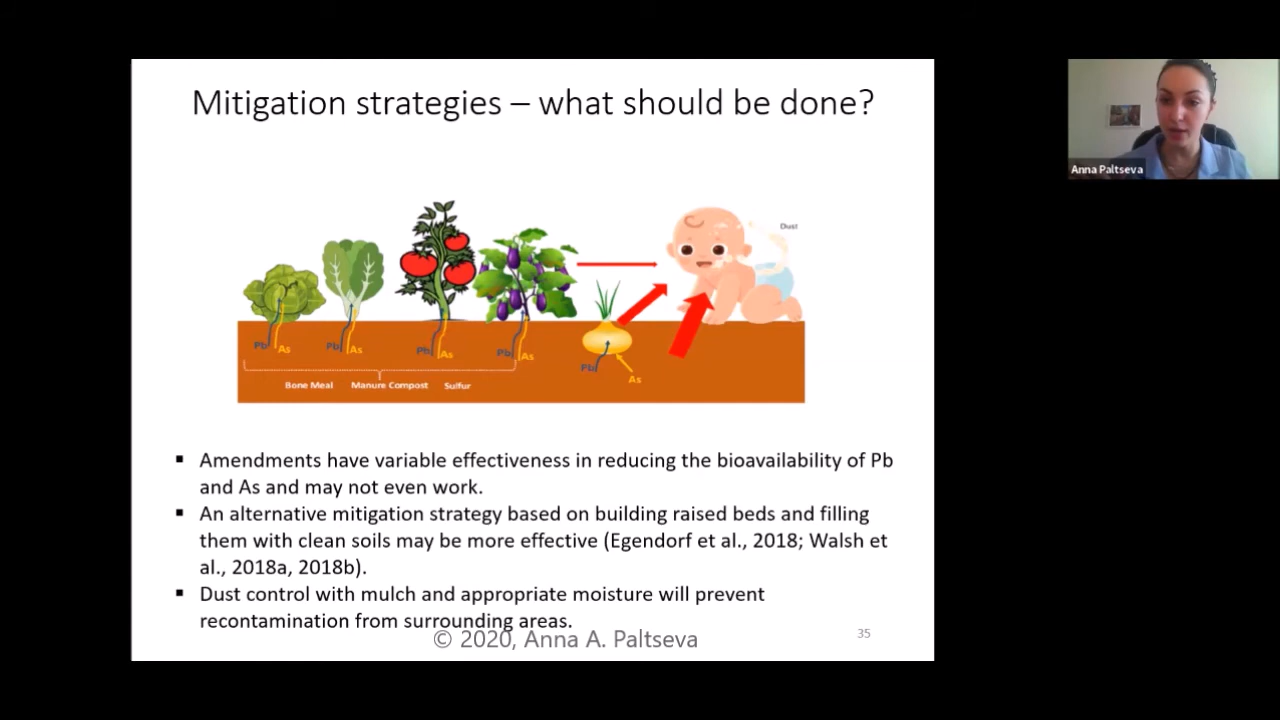 Mitigation strategies – what should be done?
Anna Paltseva
Dust
Pb
As
Pb
As
Pb
As
Pb
As
Pb
As
Bone Meal Manure Compost Sulfur
▪ Amendments have variable effectiveness in reducing the bioavailability of Pb
and As and may not even work.
▪ An alternative mitigation strategy based on building raised beds and filling
them with clean soils may be more effective (Egendorf et al., 2018; Walsh et
al., 2018a, 2018b).
▪ Dust control with mulch and appropriate moisture will prevent
recontamination from surrounding areas.
© 2020, Anna A. Paltseva
35